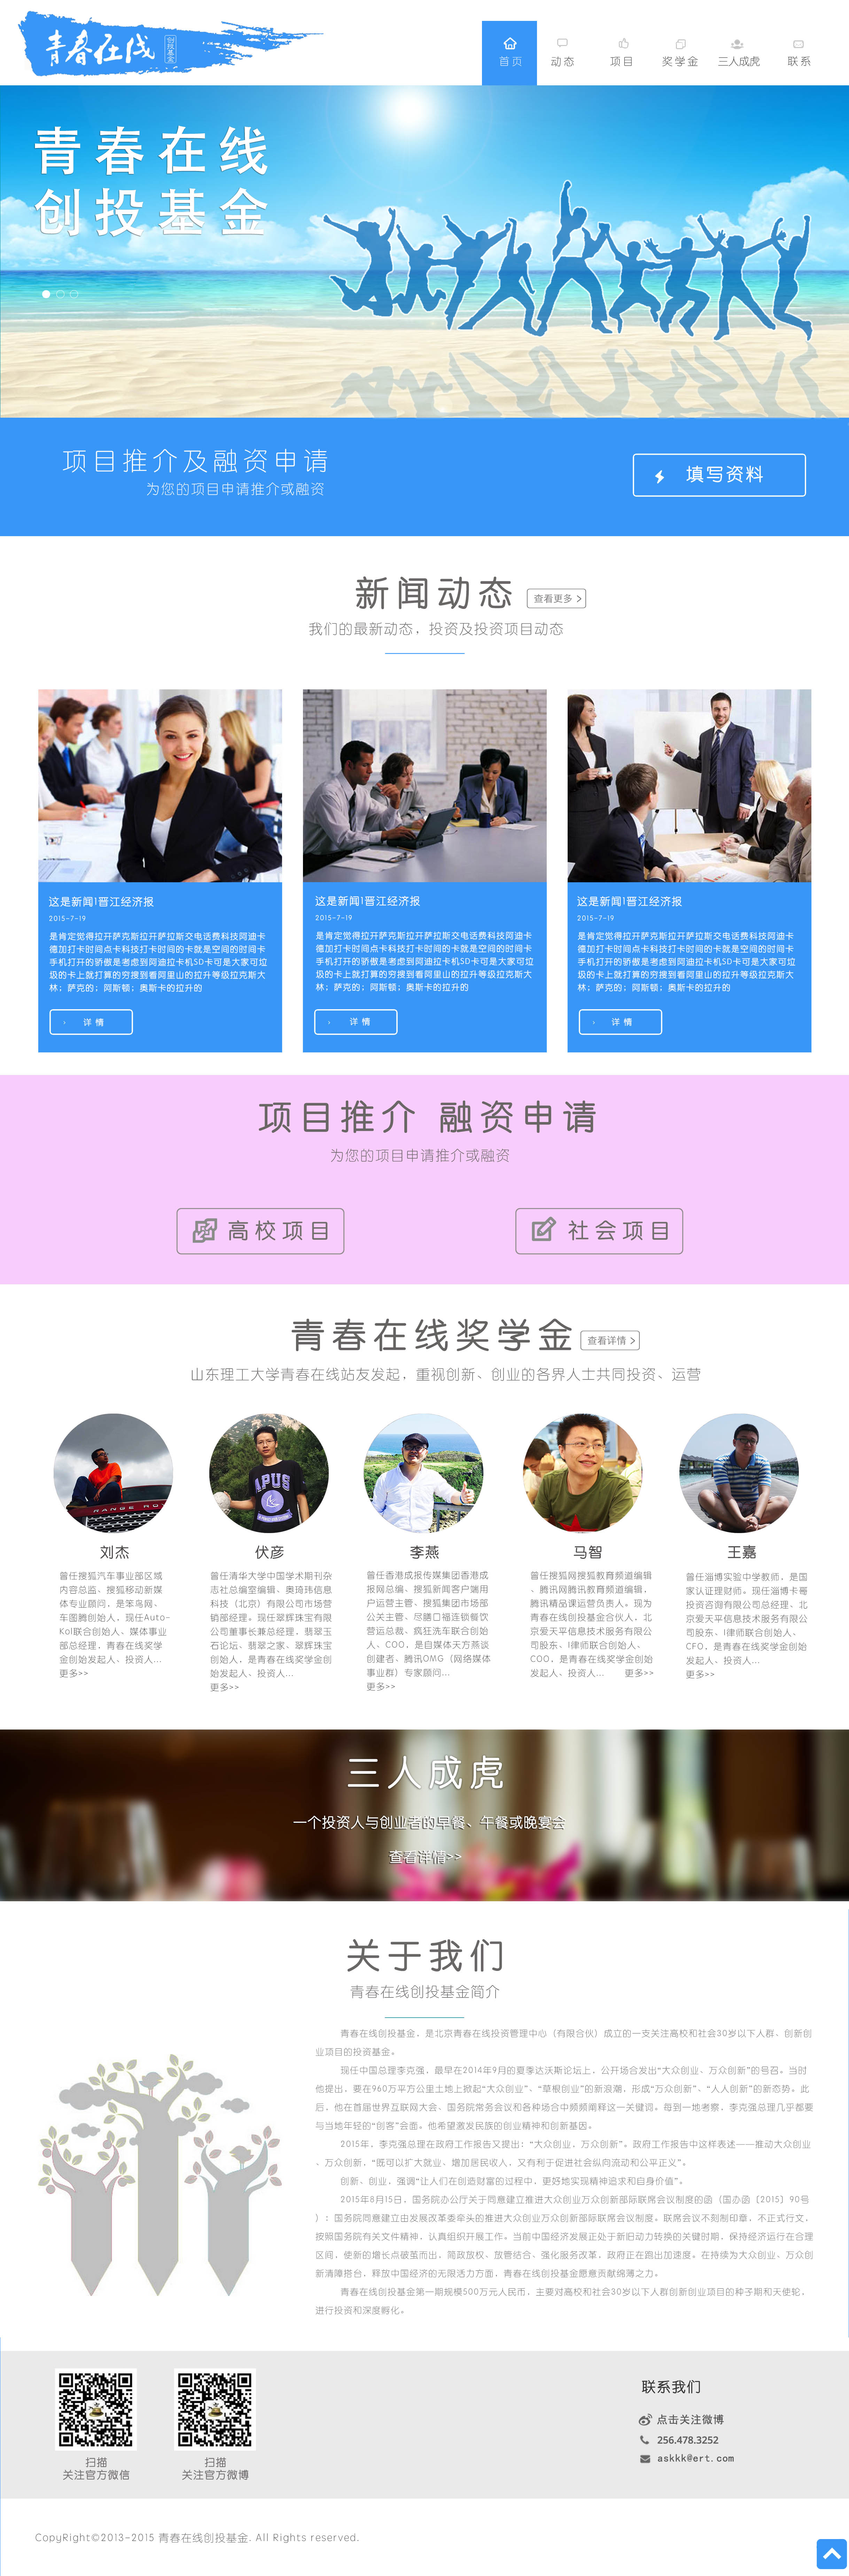 青春在线 创投基金
首页 动态 项目 奖学金 三人成虎 联系
青春在线
创投基金
项目推介及融资申请
为您的项目申请推介或融资
填写资料
新闻动态 查看更多 >
我们的最新动态，投资及投资项目动态
这是新闻1晋江经济报
2015-7-19
是肯定觉得拉开萨克斯拉开萨拉斯交电话费科技阿迪卡
德加打卡时间点卡科技打卡时间的卡就是空间的时间卡
手机打开的骄傲是考虑到阿迪拉卡机SD卡可是大家可垃
圾的卡上就打算的穷搜到看阿里山的拉升等级拉克斯大
林；萨克的；阿斯顿；奥斯卡的拉升的
详 情
这是新闻1晋江经济报
2015-7-19
是肯定觉得拉开萨克斯拉开萨拉斯交电话费科技阿迪卡
德加打卡时间点卡科技打卡时间的卡就是空间的时间卡
手机打开的骄傲是考虑到阿迪拉卡机SD卡可是大家可垃
圾的卡上就打算的穷搜到看阿里山的拉升等级拉克斯大
林；萨克的；阿斯顿；奥斯卡的拉升的
详 情
这是新闻1晋江经济报
2015-7-19
是肯定觉得拉开萨克斯拉开萨拉斯交电话费科技阿迪卡
德加打卡时间点卡科技打卡时间的卡就是空间的时间卡
手机打开的骄傲是考虑到阿迪拉卡机SD卡可是大家可垃
圾的卡上就打算的穷搜到看阿里山的拉升等级拉克斯大
林；萨克的；阿斯顿；奥斯卡的拉升的
详 情
项目推介 融资申请
为您的项目申请推介或融资
高校项目
社会项目
青春在线奖学金 查看详情 >
山东理工大学青春在线站友发起，重视创新、创业的各界人士共同投资、运营
RANGE RO
APUS
刘杰
曾任搜狐汽车事业部区域
内容总监、搜狐移动新媒
体专业顾问，是笨鸟网、
车图腾创始人，现任Auto-
Kol联合创始人、媒体事业
部总经理，青春在线奖学
金创始发起人、投资人...
更多>>
伏彦
曾任清华大学中国学术期刊杂
志社总编室编辑、奥琦玮信息
科技（北京）有限公司市场营
销部经理。现任翠辉珠宝有限
公司董事长兼总经理、翡翠玉
石论坛、翡翠之家、翠辉珠宝
创始人，是青春在线奖学金创
始发起人、投资人...
更多>>
李燕
曾任香港成报传媒集团香港成
报网总编、搜狐新闻客户端用
户运营主管、搜狐集团市场部
公关主管、尽膳口福连锁餐饮
营运总裁、疯狂洗车联合创始
人、COO，是自媒体天方燕谈
创建者、腾讯OMG（网络媒体
事业群）专家顾问...
更多>>
马智
曾任搜狐网搜狐教育频道编辑
、腾讯网腾讯教育频道编辑，
腾讯精品课运营负责人。现为
青春在线创投基金合伙人，北
京爱天平信息技术服务有限公
司股东、I律师联合创始人、
COO，是青春在线奖学金创始
发起人、投资人... 更多>>
王嘉
曾任淄博实验中学教师，是国
家认证理财师。现任淄博卡哥
投资咨询有限公司总经理、北
京爱天平信息技术服务有限公
司股东、I律师联合创始人、
CFO，是青春在线奖学金创始
发起人、投资人...
更多>>
三人成虎
一个投资人与创业者的早餐、午餐或晚宴会
查看详情>>
关于我们
青春在线创投基金简介
青春在线创投基金，是北京青春在线投资管理中心（有限合伙）成立的一支关注高校和社会30岁以下人群、创新创
业项目的投资基金。
现任中国总理李克强，最早在2014年9月的夏季达沃斯论坛上，公开场合发出“大众创业、万众创新”的号召。当时
他提出，要在960万平方公里土地上掀起“大众创业”、“草根创业”的新浪潮，形成“万众创新”、“人人创新”的新态势。此
后，他在首届世界互联网大会、国务院常务会议和各种场合中频频阐释这一关键词。每到一地考察，李克强总理几乎都要
与当地年轻的“创客”会面。他希望激发民族的创业精神和创新基因。
2015年，李克强总理在政府工作报告又提出：“大众创业，万众创新”。政府工作报告中这样表述——推动大众创业
、万众创新，“既可以扩大就业、增加居民收入，又有利于促进社会纵向流动和公平正义”。
创新、创业，强调“让人们在创造财富的过程中，更好地实现精神追求和自身价值”。
2015年8月15日，国务院办公厅关于同意建立推进大众创业万众创新部际联席会议制度的函（国办函〔2015〕90号
）：国务院同意建立由发展改革委牵头的推进大众创业万众创新部际联席会议制度。联席会议不刻制印章，不正式行文，
按照国务院有关文件精神，认真组织开展工作。当前中国经济发展正处于新旧动力转换的关键时期，保持经济运行在合理
区间，使新的增长点破茧而出，简政放权、放管结合、强化服务改革，政府正在跑出加速度。在持续为大众创业、万众创
新清障搭台，释放中国经济的无限活力方面，青春在线创投基金愿意贡献绵薄之力。
青春在线创投基金第一期规模500万元人民币，主要对高校和社会30岁以下人群创新创业项目的种子期和天使轮，
进行投资和深度孵化。
扫描
关注官方微信
扫描
关注官方微博
联系我们
点击关注微博
256.478.3252
askkk@ert.com
CopyRight©2013-2015 青春在线创投基金. All Rights reserved.